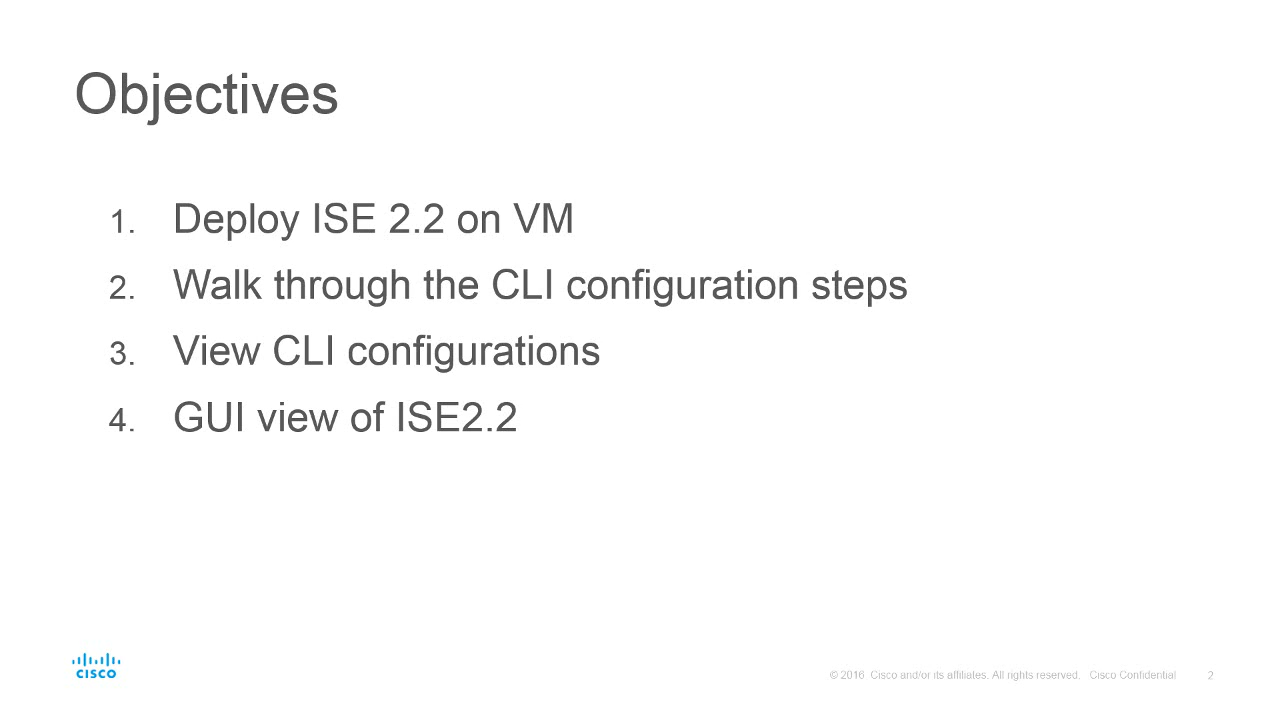 Objectives
1. Deploy ISE 2.2 on VM
2. Walk through the CLI configuration steps
3. View CLI configurations
4. GUI view of ISE2.2
CISCO
© 2016 Cisco and/or its affiliates. All rights reserved. Cisco Confidential 2